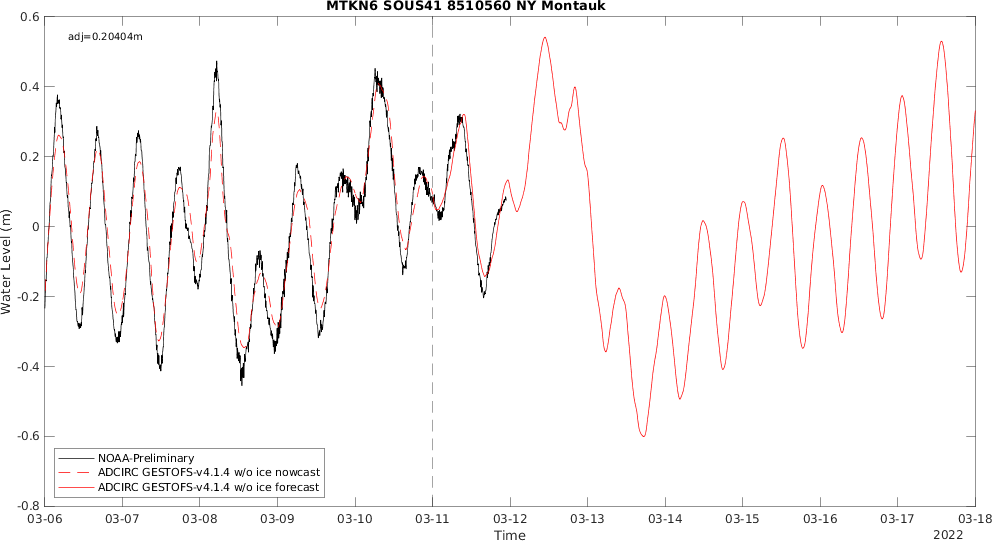 MTKN6 SOUS41 8510560 NY Montauk
adj=0.20404m
0.6
0.4
0.2
0
-0.2
-0.4
-0.6
-0.8
Water Level (m)
NOAA-Preliminary
ADCIRC GESTOFS-v4.1.4 w/o ice nowcast
ADCIRC GESTOFS-v4.1.4 w/o ice forecast
03-06 03-07 03-08 03-09 03-10 03-11 03-12 03-13 03-14 03-15 03-16 03-17 03-18
Time
2022